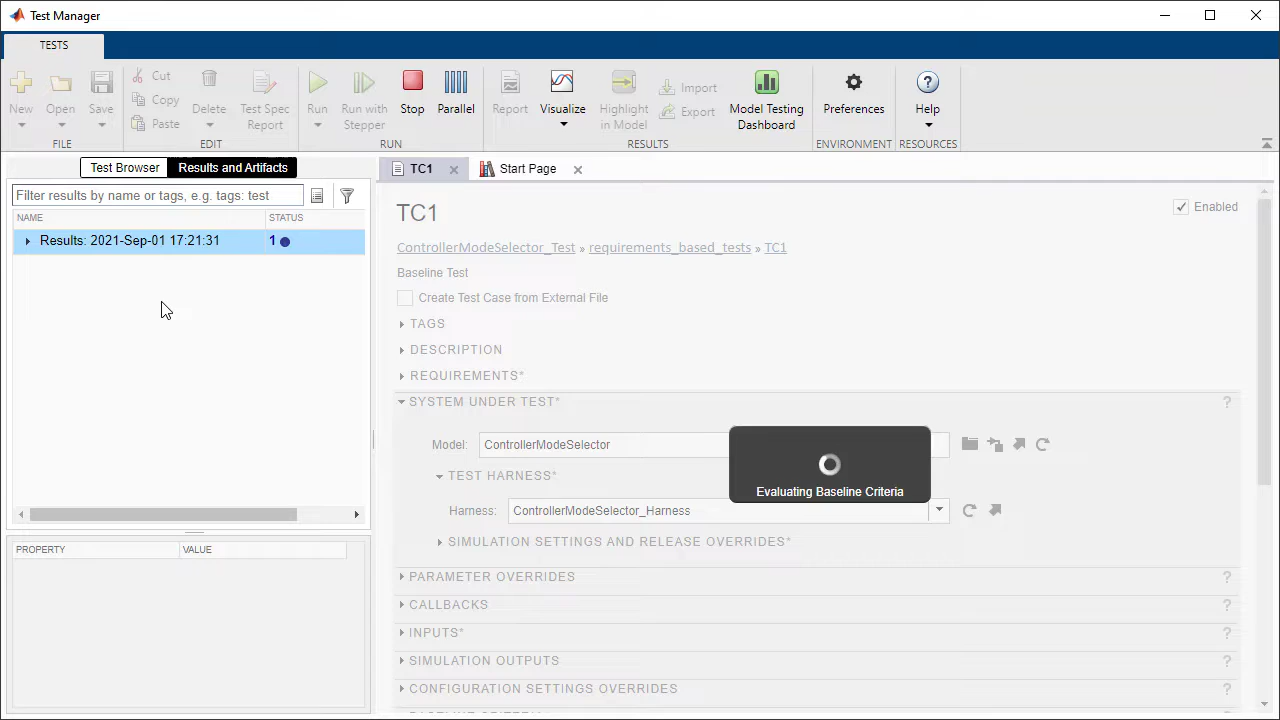 Test Manager
TESTS
New
Open
Save
FILE
Cut
Copy
Paste
Delete
Test Spec
Report
EDIT
Run
Run with
Stepper
Stop
Parallel
RUN
Report
Visualize
Highlight
in Model
Import
Export
Model Testing
Dashboard
RESULTS
Preferences
ENVIRONMENT
? Help
RESOURCES
Test Browser
Results and Artifacts
Filter results by name or tags, e.g. tags: test
NAME STATUS
Results: 2021-Sep-01 17:21:31 1
PROPERTY VALUE
TC1
Start Page
TC1
Enabled
ControllerModeSelector_Test » requirements_based_tests » TC1
Baseline Test
Create Test Case from External File
TAGS
DESCRIPTION
REQUIREMENTS*
SYSTEM UNDER TEST* ?
Model: ControllerModeSelector
TEST HARNESS*
Evaluating Baseline Criteria
Harness: ControllerModeSelector_Harness
SIMULATION SETTINGS AND RELEASE OVERRIDES*
PARAMETER OVERRIDES ?
CALLBACKS ?
INPUTS* ?
SIMULATION OUTPUTS ?
CONFIGURATION SETTINGS OVERRIDES ?